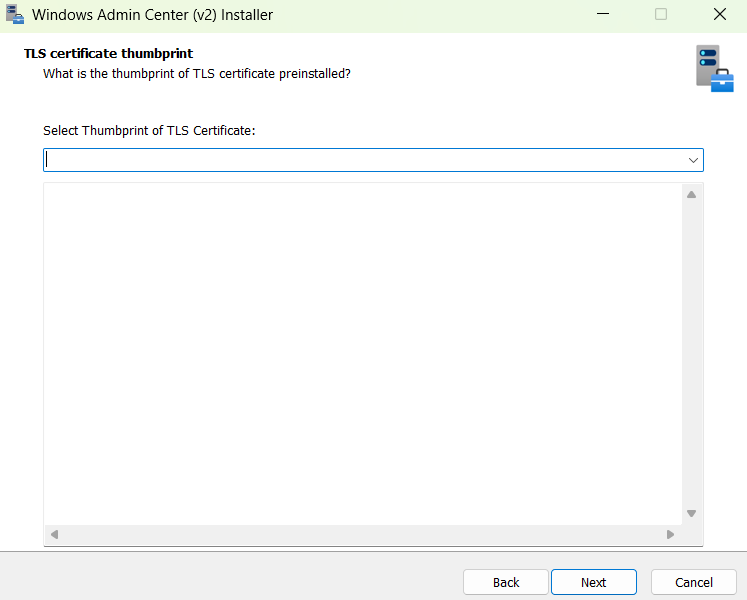 Windows Admin Center (v2) Installer
TLS certificate thumbprint
What is the thumbprint of TLS certificate preinstalled?
Select Thumbprint of TLS Certificate:
Back
Next
Cancel